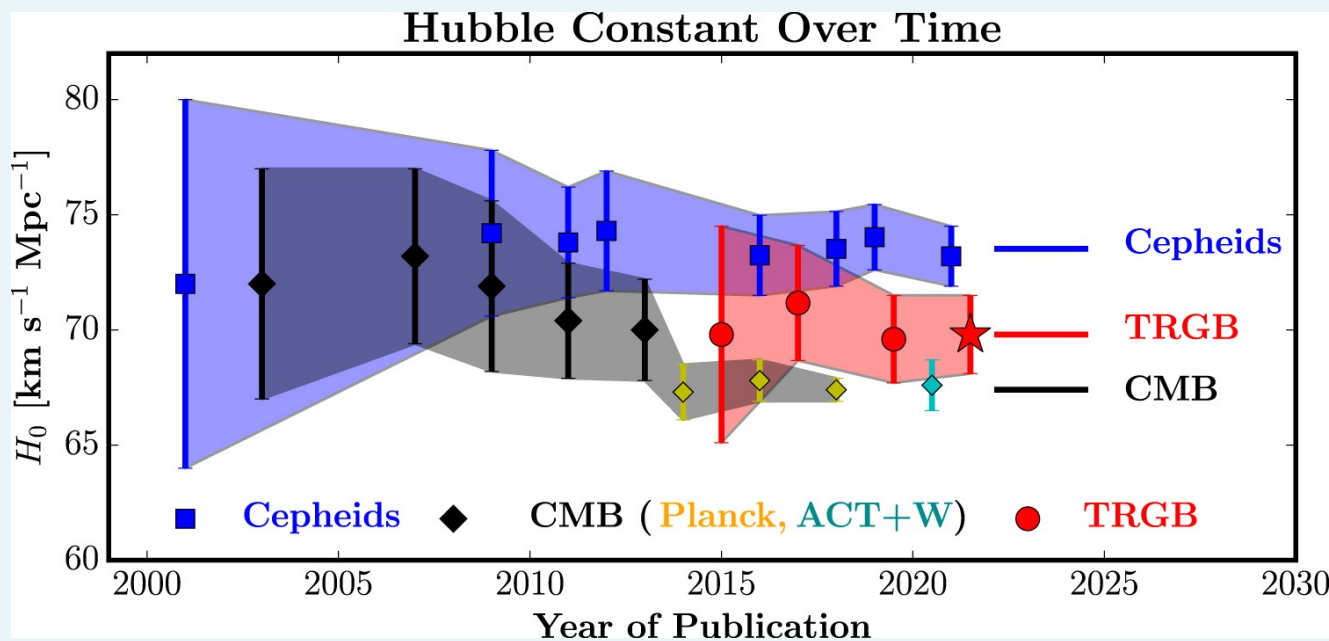 Hubble Constant Over Time
H₀ [km s⁻¹ Mpc⁻¹]
80
75
70
65
60
Cepheids
TRGB
CMB
Cepheids CMB (Planck, ACT+W) TRGB
2000 2005 2010 2015 2020 2025 2030
Year of Publication